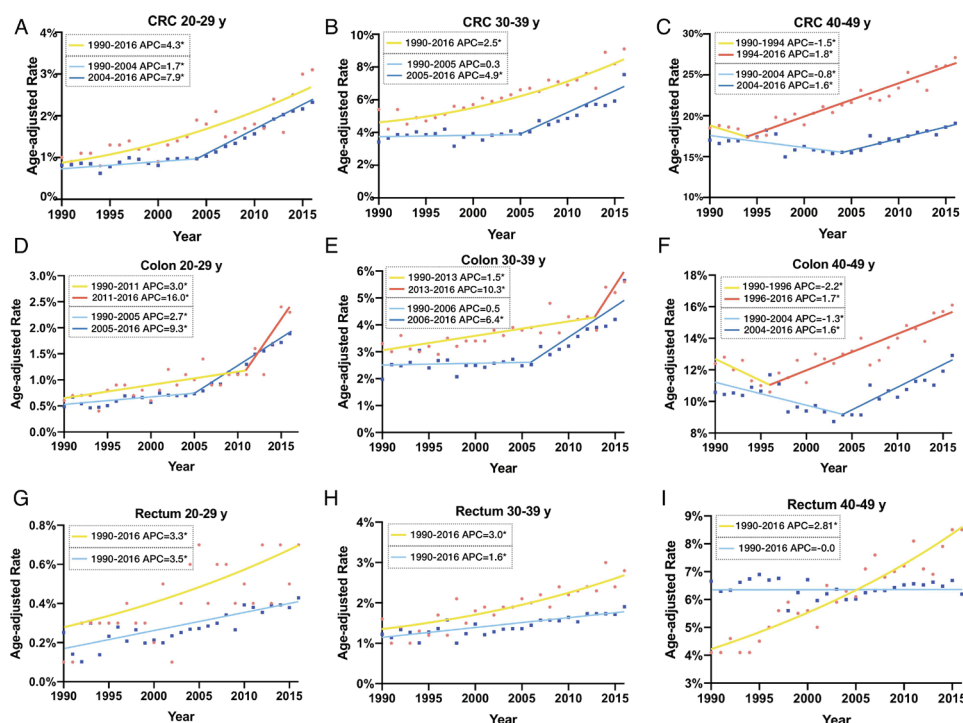 A
CRC 20-29 y
1990-2016 APC=4.3*
1990-2004 APC=1.7*
2004-2016 APC=7.9*
Age-adjusted Rate
4%
3%
2%
1%
0%
1990
1995
2000
2005
2010
2015
Year
B
CRC 30-39 y
1990-2016 APC=2.5*
1990-2005 APC=0.3
2005-2016 APC=4.9*
Age-adjusted Rate
10%
8%
6%
4%
2%
0%
1990
1995
2000
2005
2010
2015
Year
C
CRC 40-49 y
1990-1994 APC=-1.5*
1994-2016 APC=1.8*
1990-2004 APC=-0.8*
2004-2016 APC=1.6*
Age-adjusted Rate
30%
25%
20%
15%
10%
1990
1995
2000
2005
2010
2015
Year
D
Colon 20-29 y
1990-2011 APC=3.0*
2011-2016 APC=16.0*
1990-2005 APC=2.7*
2005-2016 APC=9.3*
Age-adjusted Rate
3.0%
2.5%
2.0%
1.5%
1.0%
0.5%
0.0%
1990
1995
2000
2005
2010
2015
Year
E
Colon 30-39 y
1990-2013 APC=1.5*
2013-2016 APC=10.3*
1990-2006 APC=0.5
2006-2016 APC=6.4*
Age-adjusted Rate
6%
5%
4%
3%
2%
1%
0%
1990
1995
2000
2005
2010
2015
Year
F
Colon 40-49 y
1990-1996 APC=-2.2*
1996-2016 APC=1.7*
1990-2004 APC=-1.3*
2004-2016 APC=1.6*
Age-adjusted Rate
18%
16%
14%
12%
10%
8%
1990
1995
2000
2005
2010
2015
Year
G
Rectum 20-29 y
1990-2016 APC=3.3*
1990-2016 APC=3.5*
Age-adjusted Rate
0.8%
0.6%
0.4%
0.2%
0.0%
1990
1995
2000
2005
2010
2015
Year
H
Rectum 30-39 y
1990-2016 APC=3.0*
1990-2016 APC=1.6*
Age-adjusted Rate
4%
3%
2%
1%
0%
1990
1995
2000
2005
2010
2015
Year
I
Rectum 40-49 y
1990-2016 APC=2.81*
1990-2016 APC=-0.0
Age-adjusted Rate
9%
8%
7%
6%
5%
4%
3%
1990
1995
2000
2005
2010
2015
Year